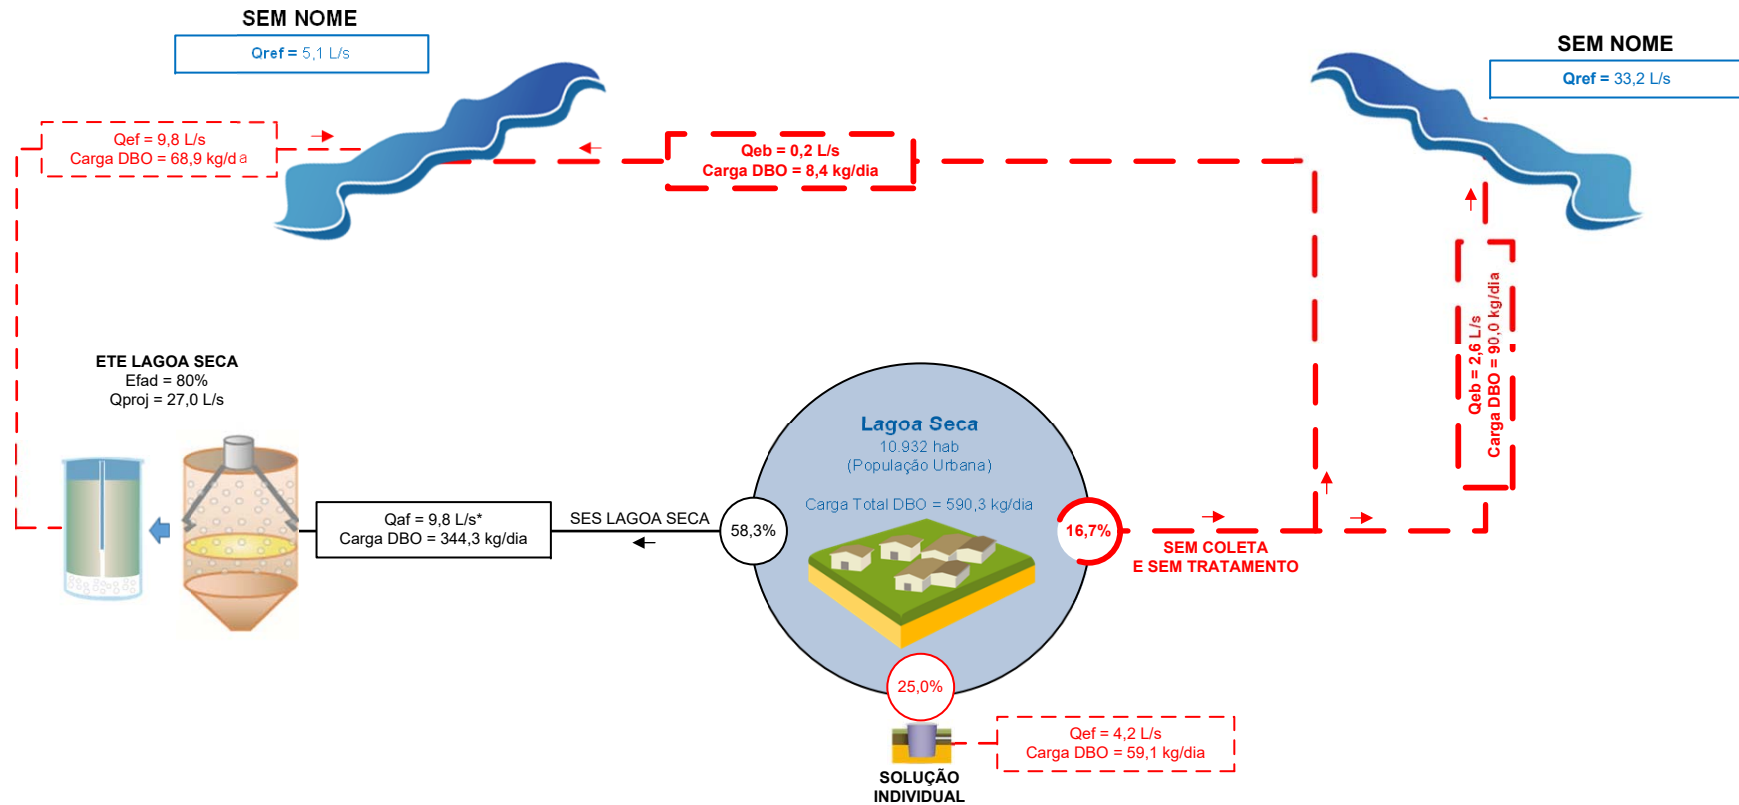 SEM NOME
Qref = 5,1 L/s
SEM NOME
Qref = 33,2 L/s
Qef = 9,8 L/s
Carga DBO = 68,9 kg/d a
Qeb = 0,2 L/s
Carga DBO = 8,4 kg/dia
Qeb = 2,6 L/s
Carga DBO = 90,0 kg/dia
ETE LAGOA SECA
Efad = 80%
Qproj = 27,0 L/s
Lagoa Seca
10.932 hab
(População Urbana)
Carga Total DBO = 590,3 kg/dia
Qaf = 9,8 L/s*
Carga DBO = 344,3 kg/dia
SES LAGOA SECA
58,3%
16,7%
SEM COLETA
E SEM TRATAMENTO
25,0%
Qef = 4,2 L/s
Carga DBO = 59,1 kg/dia
SOLUÇÃO
INDIVIDUAL